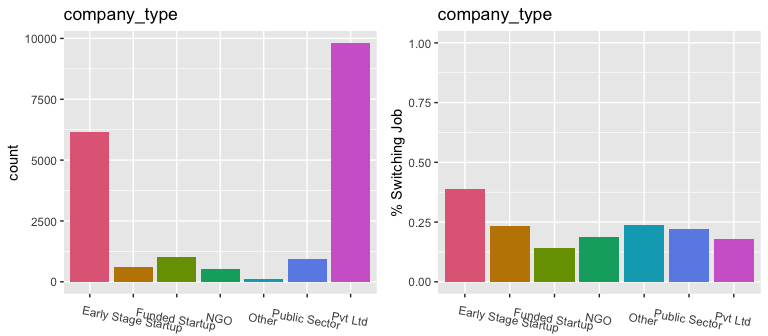 company_type
count
10000
7500
5000
2500
0
Early Stage Startup
Funded Startup
NGO
Other
Public Sector
Pvt Ltd
company_type
% Switching Job
1.00
0.75
0.50
0.25
0.00
Early Stage Startup
Funded Startup
NGO
Other
Public Sector
Pvt Ltd